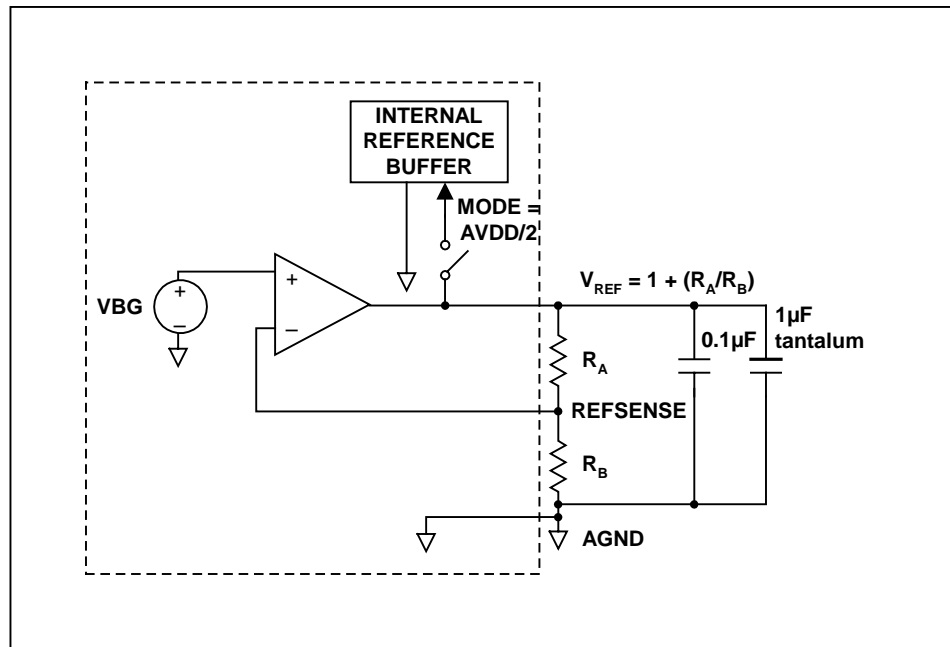 INTERNAL
REFERENCE
BUFFER
MODE =
AVDD/2
VBG
+
−
+
−
V_REF = 1 + (R_A/R_B)
0.1µF
1µF
tantalum
R_A
REFSENSE
R_B
AGND